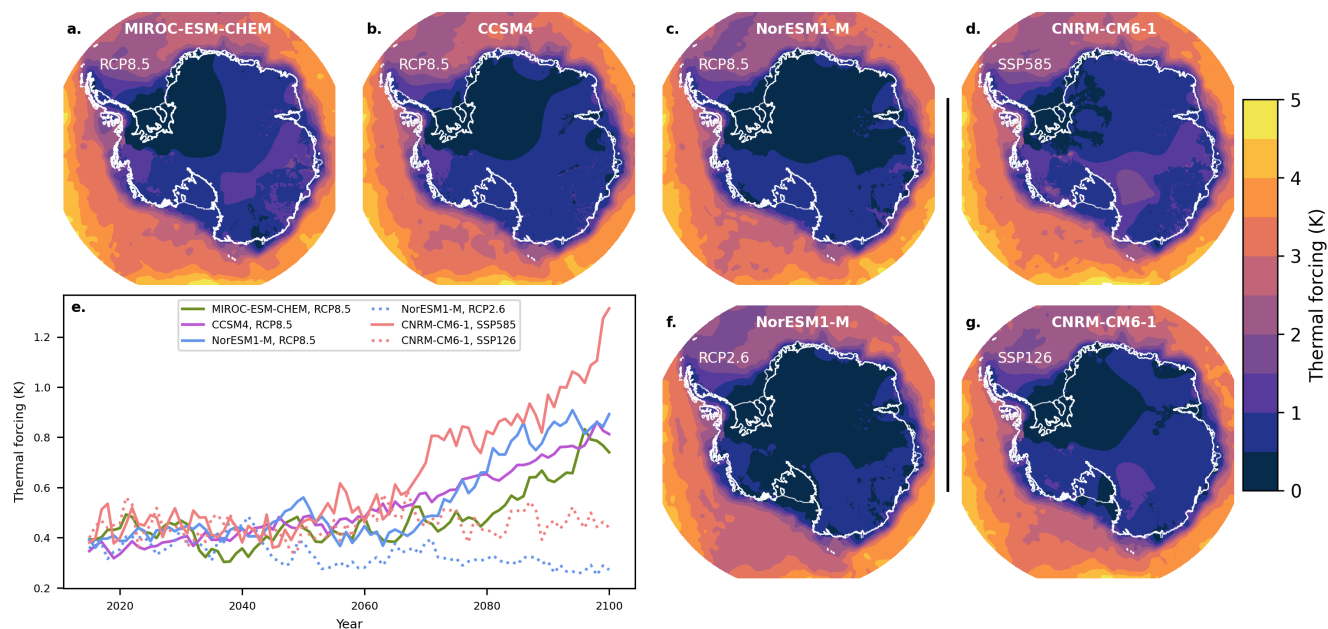 a.
MIROC-ESM-CHEM
RCP8.5
b.
CCSM4
RCP8.5
c.
NorESM1-M
RCP8.5
d.
CNRM-CM6-1
SSP585
5
4
3
2
1
0
Thermal forcing (K)
e.
MIROC-ESM-CHEM, RCP8.5
CCSM4, RCP8.5
NorESM1-M, RCP8.5
NorESM1-M, RCP2.6
CNRM-CM6-1, SSP585
CNRM-CM6-1, SSP126
1.2
1.0
0.8
0.6
0.4
0.2
Thermal forcing (K)
2020
2040
2060
2080
2100
Year
f.
NorESM1-M
RCP2.6
g.
CNRM-CM6-1
SSP126